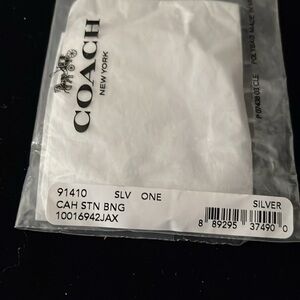 COACH
NEW YORK
91410 SLV ONE
CAH STN BNG
10016942JAX
SILVER
8 89295 37490 0